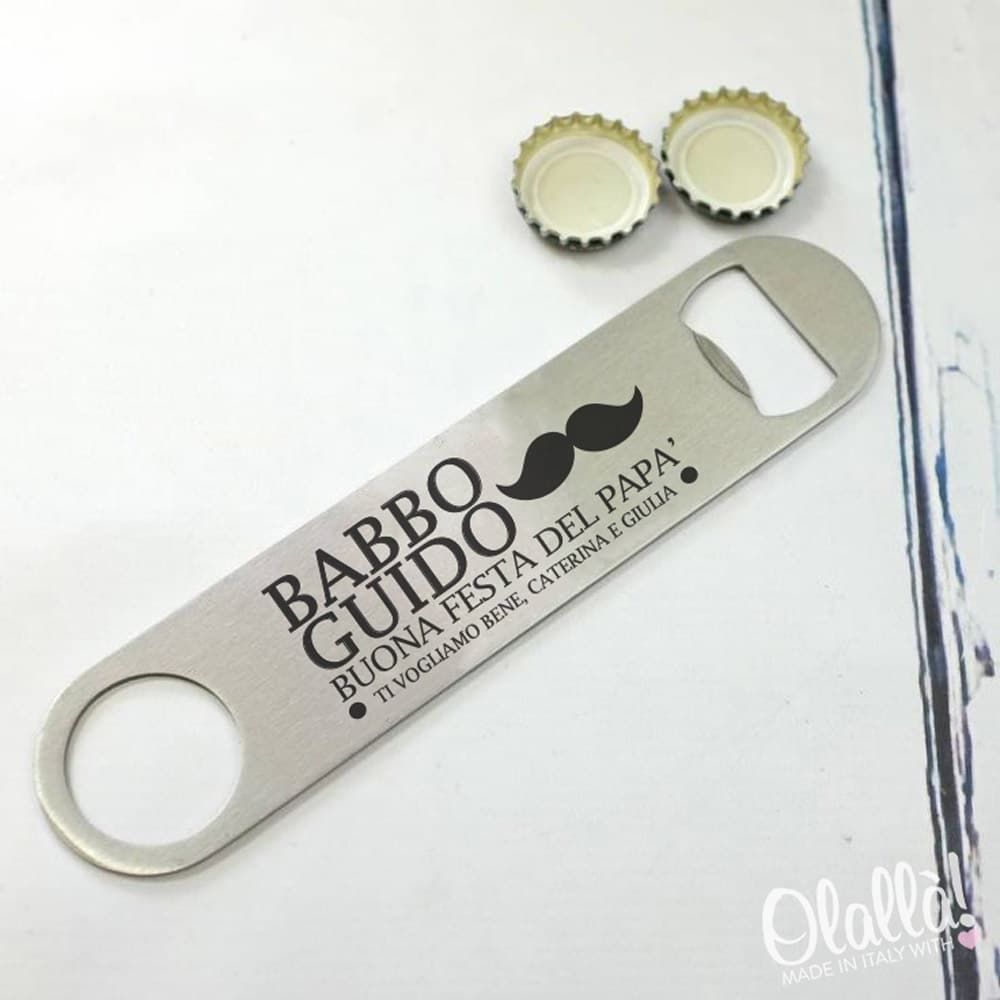 BABBO
GUIDO
BUONA FESTA DEL PAPA'
TI VOGLIAMO BENE, CATERINA E GIULIA
Olallà!
MADE IN ITALY WITH